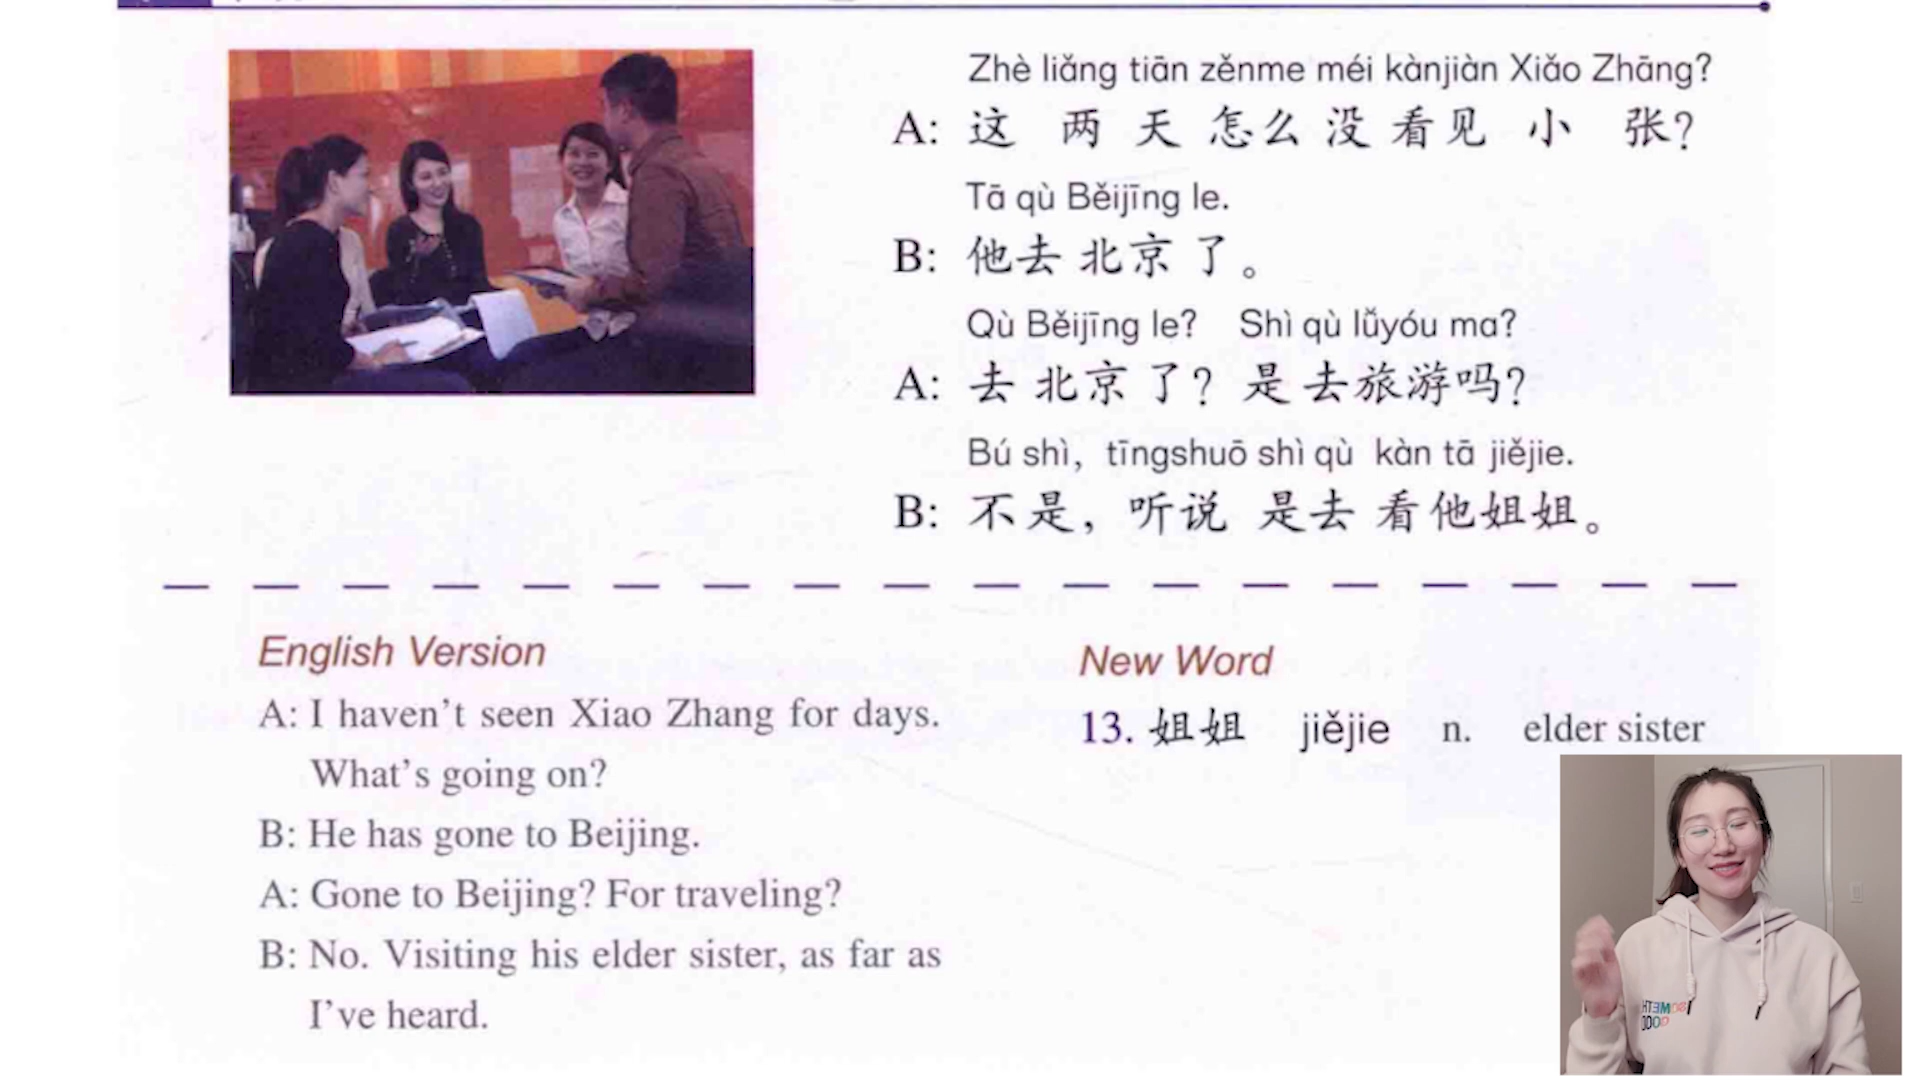 Zhè liǎng tiān zěnme méi kànjiàn Xiǎo Zhāng?
A: 这 两 天 怎么 没 看见 小 张?
Tā qù Běijīng le.
B: 他去 北京 了。
Qù Běijīng le? Shì qù lǚyóu ma?
A: 去 北京 了? 是 去旅游吗?
Bú shì, tīngshuō shì qù kàn tā jiějie.
B: 不是, 听说 是去 看他姐姐。
English Version
A: I haven't seen Xiao Zhang for days.
What's going on?
B: He has gone to Beijing.
A: Gone to Beijing? For traveling?
B: No. Visiting his elder sister, as far as
I've heard.
New Word
13. 姐姐 jiějie n. elder sister
SOMETH
GOOD